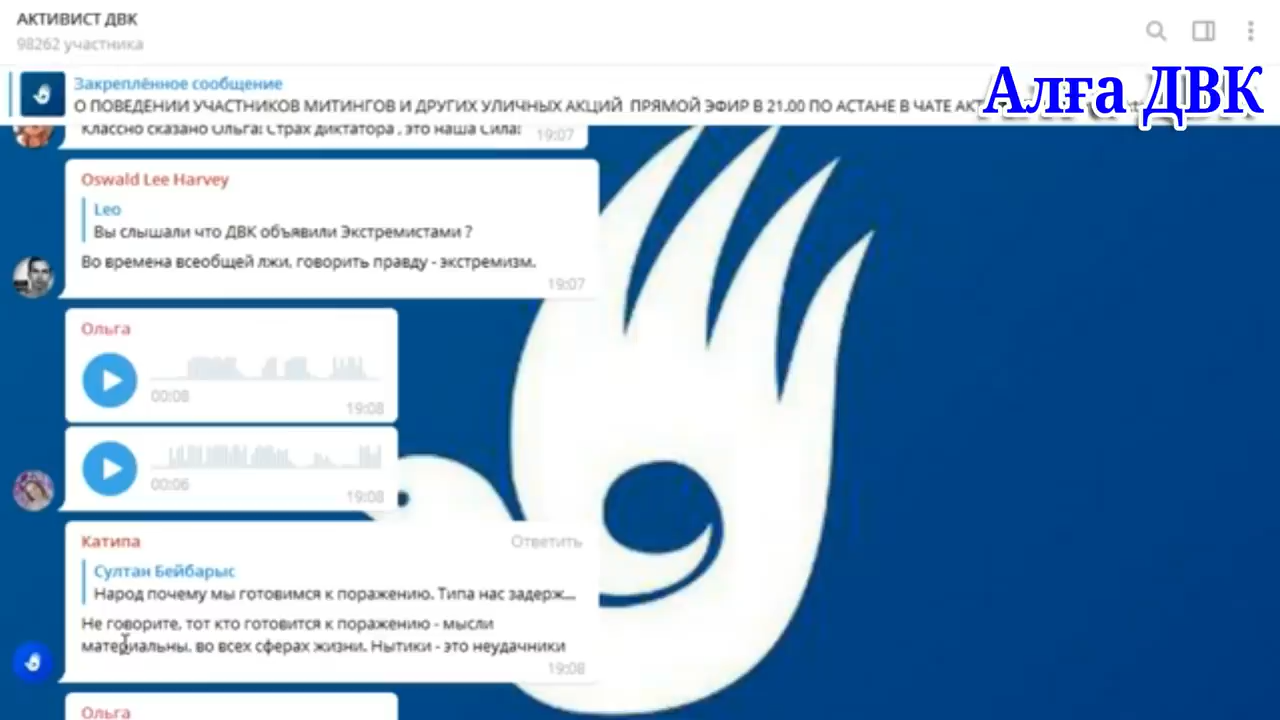 АКТИВИСТ ДВК
98262 участника
Закреплённое сообщение
О ПОВЕДЕНИИ УЧАСТНИКОВ МИТИНГОВ И ДРУГИХ УЛИЧНЫХ АКЦИЙ ПРЯМОЙ ЭФИР В 21.00 ПО АСТАНЕ В ЧАТЕ
Алға ДВК
Классно сказано Ольга! Страх диктатора , это наша Сила!
19:07
Oswald Lee Harvey
Leo
Вы слышали что ДВК объявили Экстремистами ?
Во времена всеобщей лжи, говорить правду - экстремизм.
19:07
Ольга
00:08
19:08
00:06
19:08
Катипа Ответить
Султан Бейбарыс
Народ почему мы готовимся к поражению. Типа нас задерж...
Не говорите, тот кто готовится к поражению - мысли
материальны, во всех сферах жизни. Нытики - это неудачники
19:08
Ольга